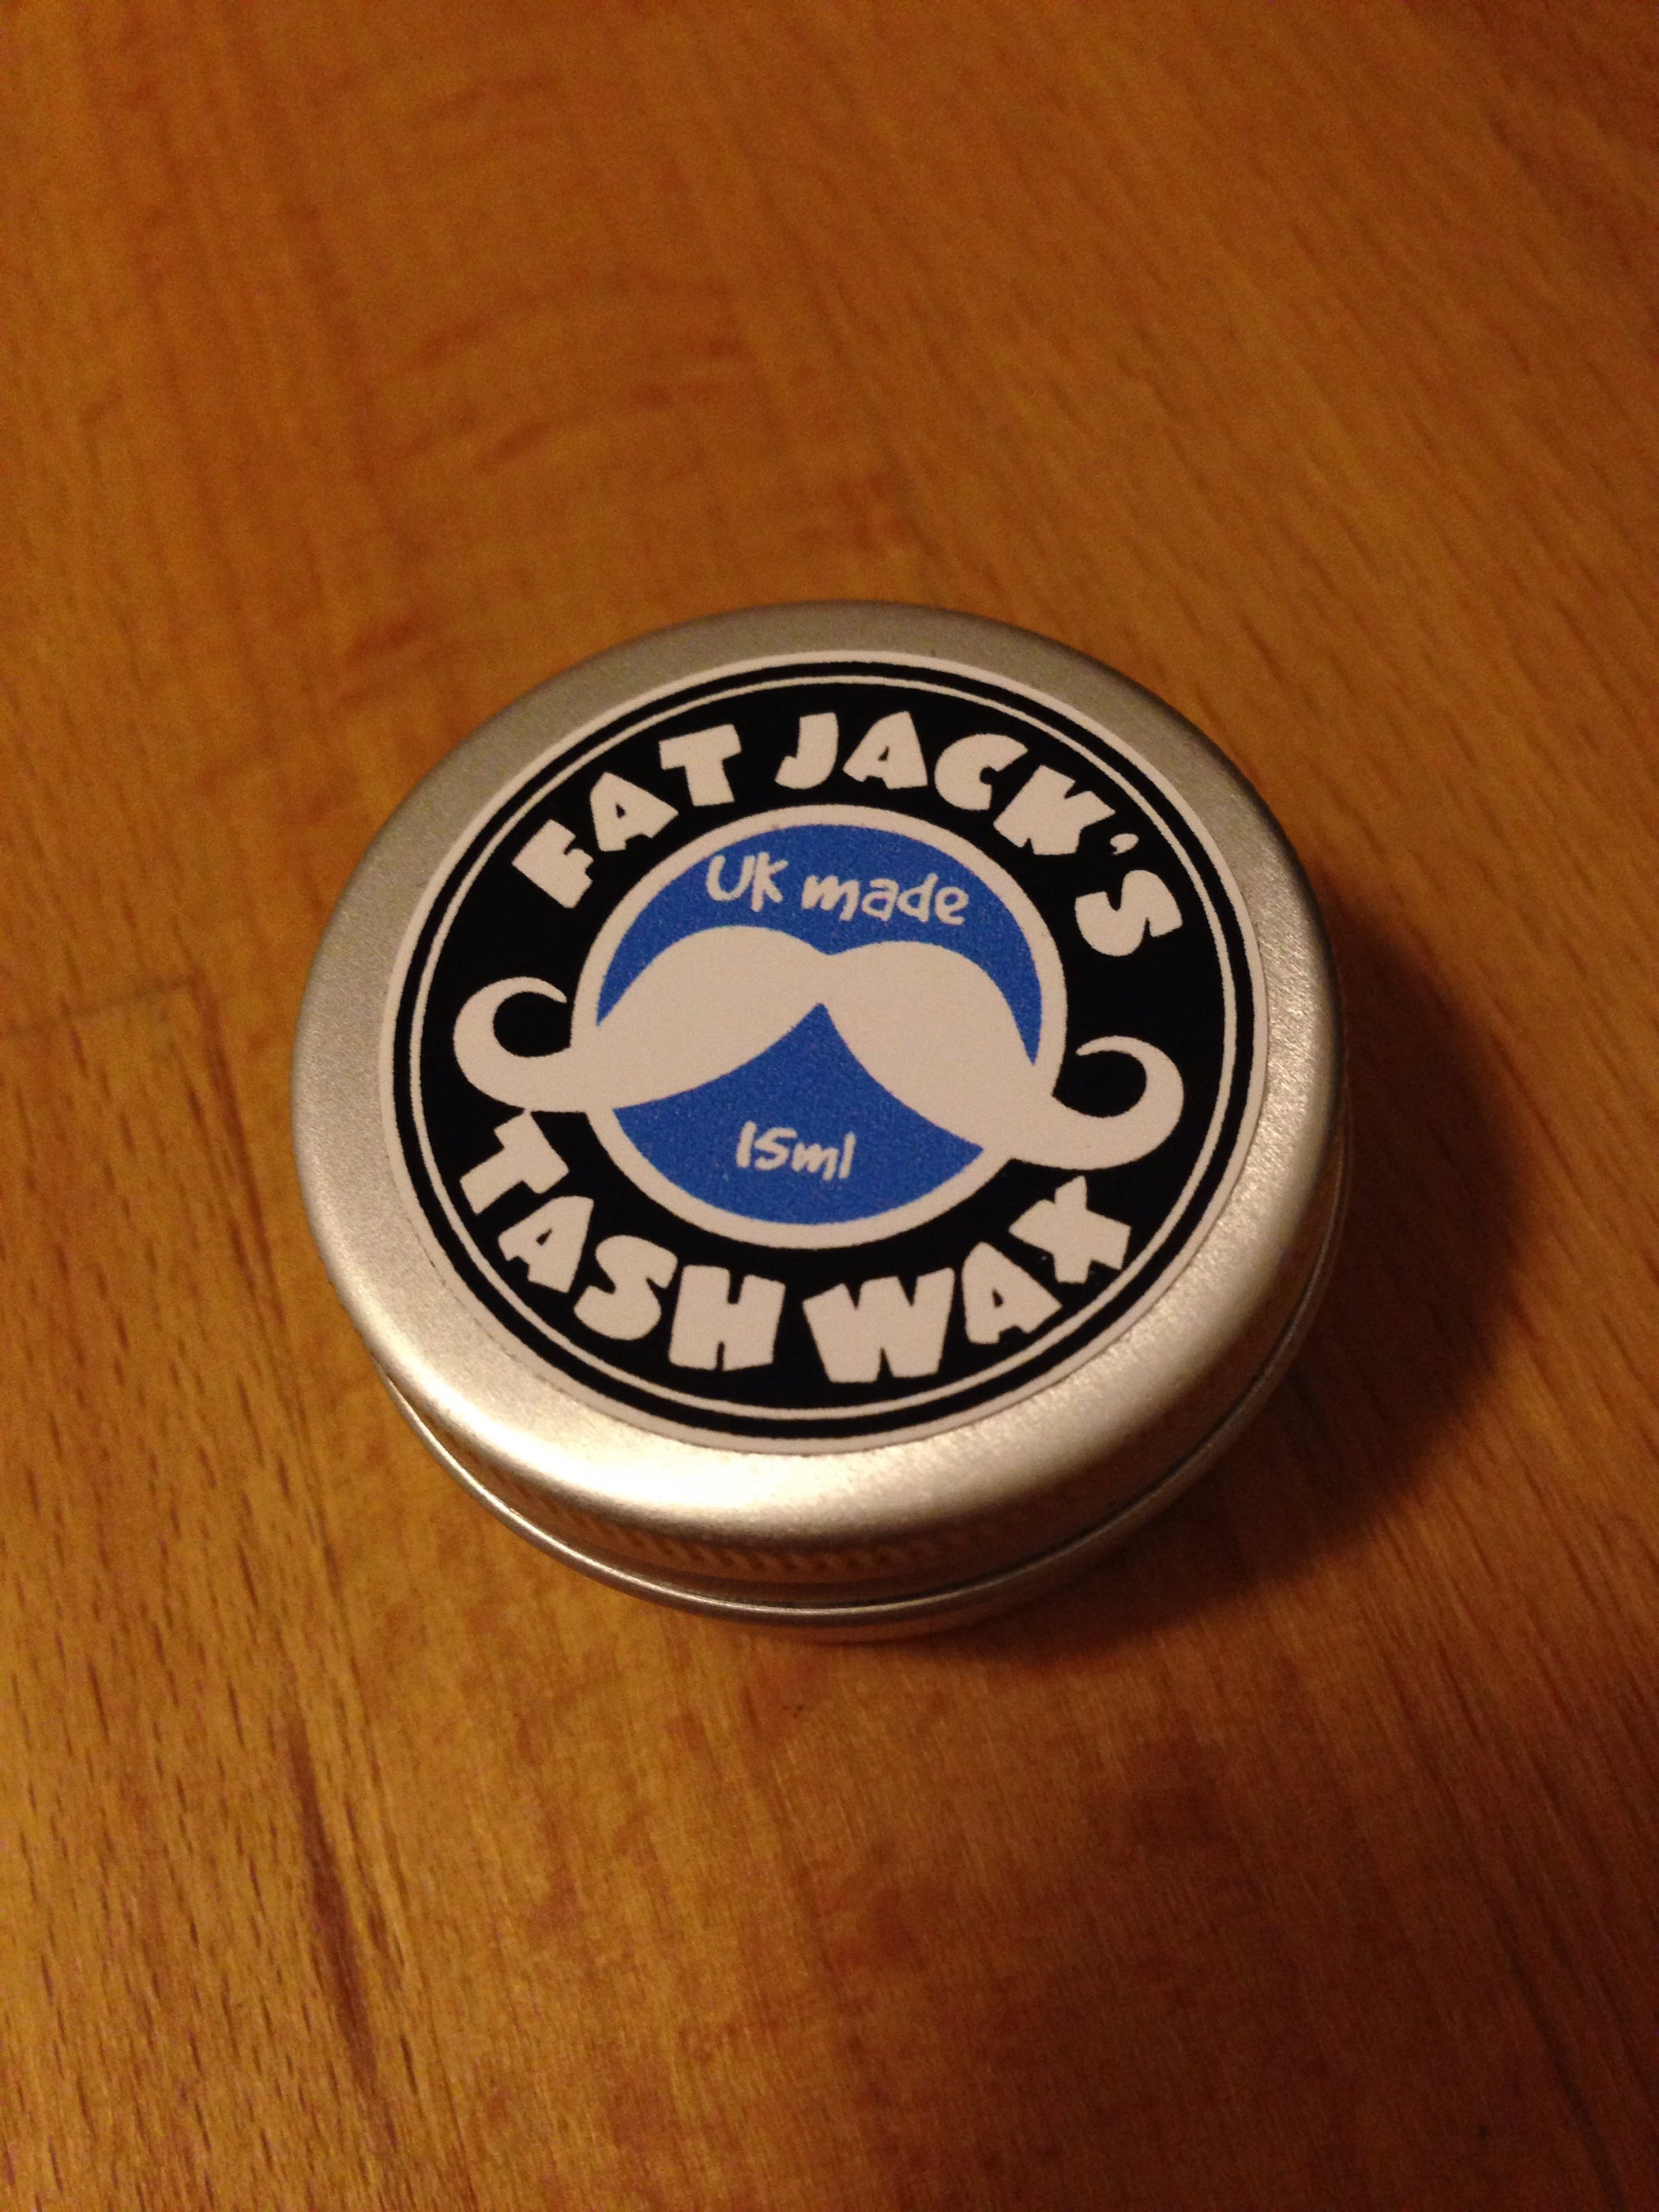 FAT JACK'S
UK made
15ml
TASH WAX